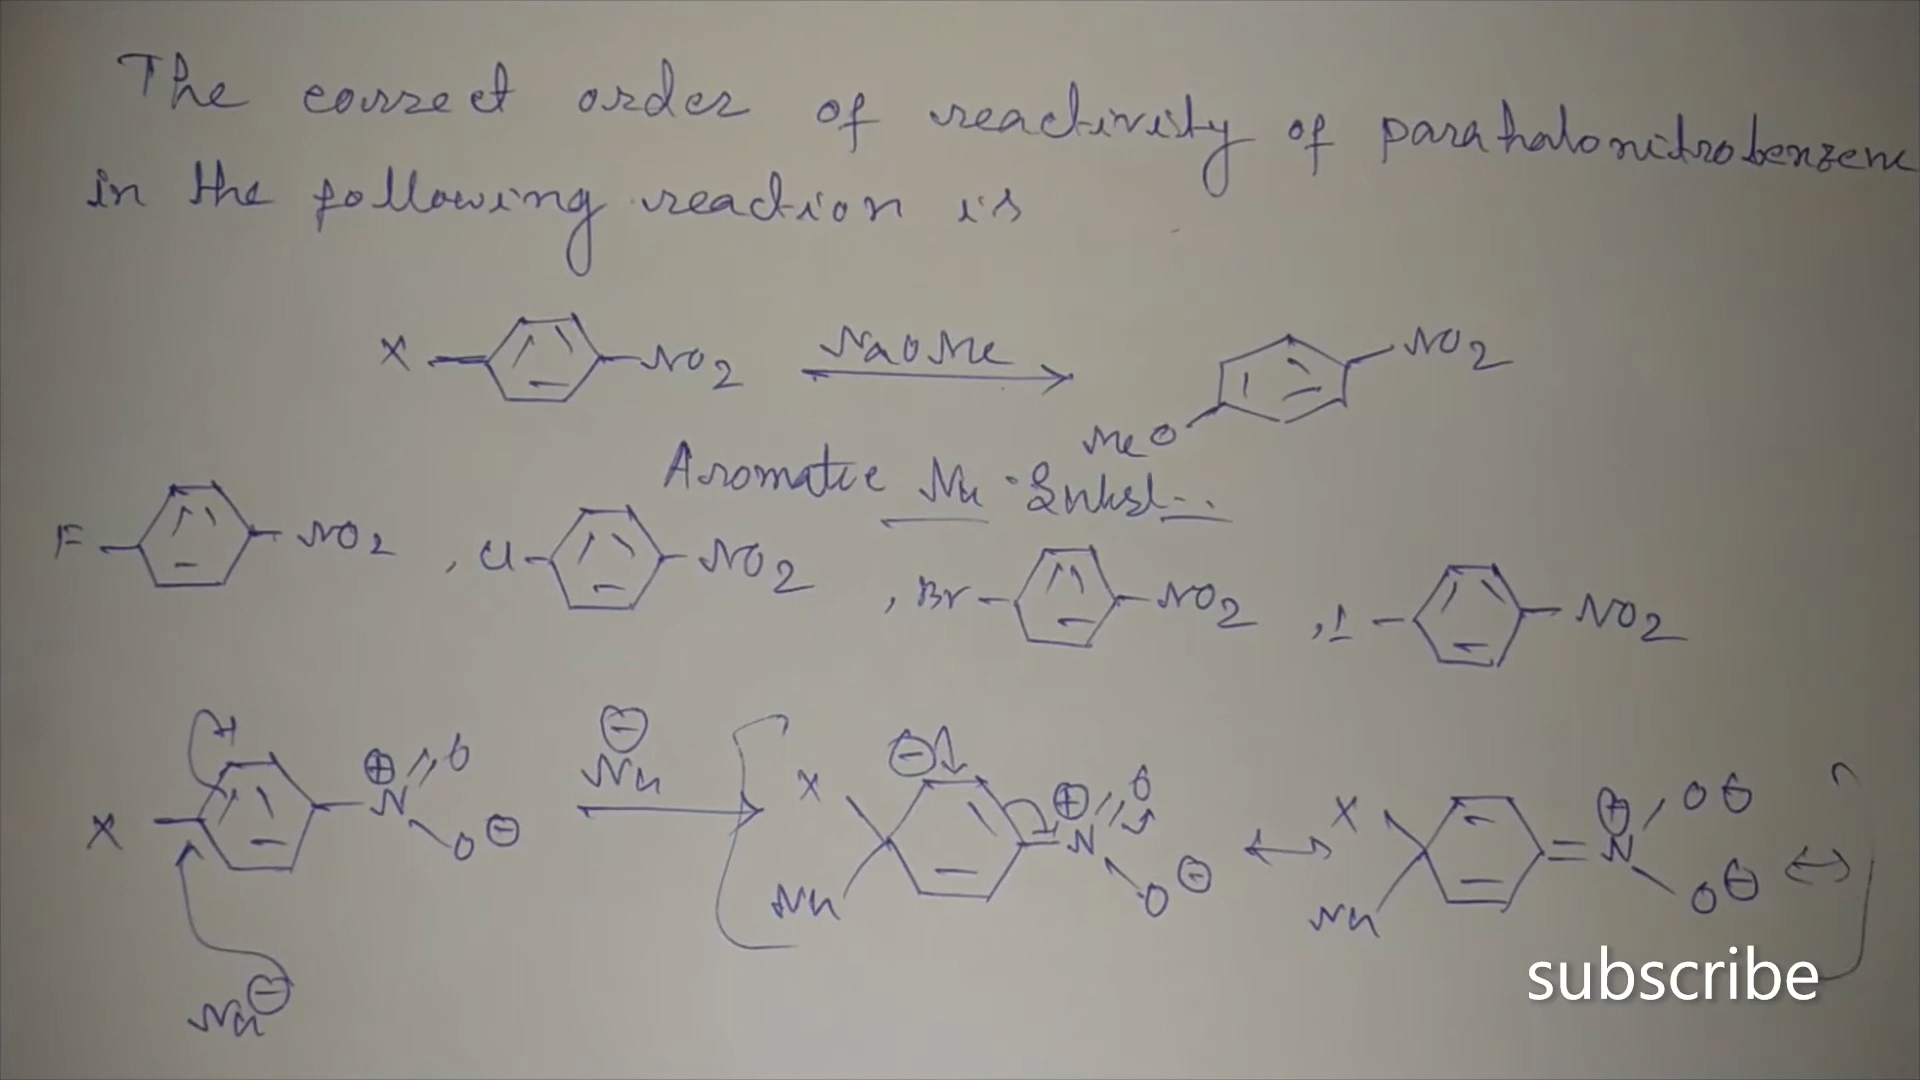 The correct order of reactivity of parahalonitrobenzene
in the following reaction is
X NO2 NaOMe NO2
MeO
Aromatic Nu Subst...
F NO2 , Cl NO2 , Br NO2 , I NO2
X N⊕ O O⊖ Nu⊖ X Nu ⊖ N⊕ O O⊖ ↔ X Nu N⊕ O⊖ O⊖ ↔
Nu⊖
subscribe